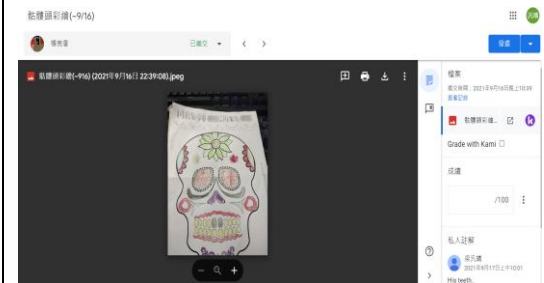 骷髏頭彩繪(~9/16)
已繳交
發還
骷髏頭彩繪(~9/16) (2021年9月16日 22:39:08).jpeg
檔案
繳交時間：2021年9月16日晚上10:39
查看記錄
骷髏頭彩繪...
Grade with Kami
成績
/100
私人註解
2021年9月17日上午10:01
His teeth.